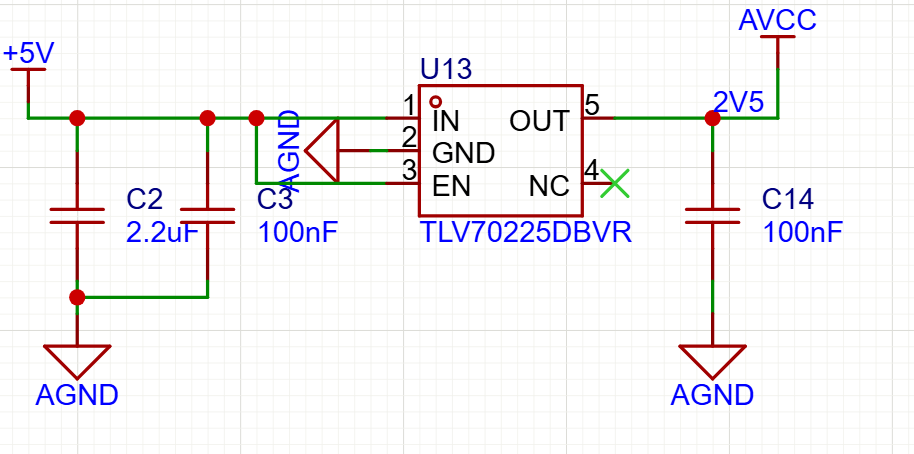 AVCC
+5V
U13
1
IN
OUT
5
2V5
2
GND
AGND
3
EN
NC
4
C2
2.2uF
C3
100nF
TLV70225DBVR
C14
100nF
AGND
AGND